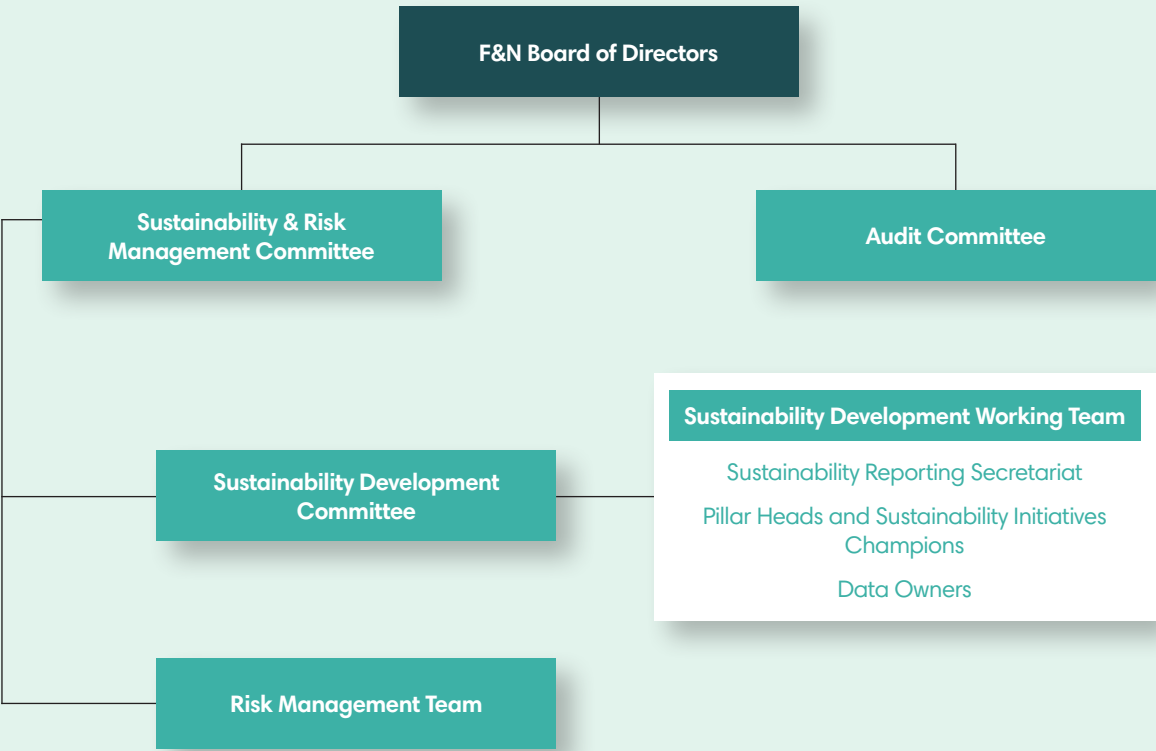 F&N Board of Directors
Sustainability & Risk
Management Committee
Audit Committee
Sustainability Development Working Team
Sustainability Reporting Secretariat
Pillar Heads and Sustainability Initiatives
Champions
Data Owners
Sustainability Development
Committee
Risk Management Team